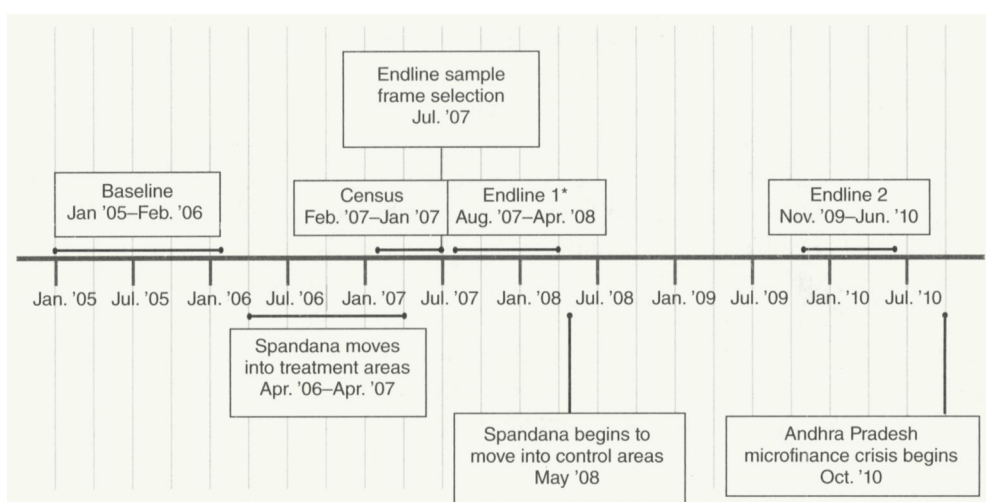 Endline sample
frame selection
Jul. '07
Baseline
Jan '05–Feb. '06
Census
Feb. '07–Jan '07
Endline 1*
Aug. '07–Apr. '08
Endline 2
Nov. '09–Jun. '10
Jan. '05 Jul. '05 Jan. '06 Jul. '06 Jan. '07 Jul. '07 Jan. '08 Jul. '08 Jan. '09 Jul. '09 Jan. '10 Jul. '10
Spandana moves
into treatment areas
Apr. '06–Apr. '07
Spandana begins to
move into control areas
May '08
Andhra Pradesh
microfinance crisis begins
Oct. '10